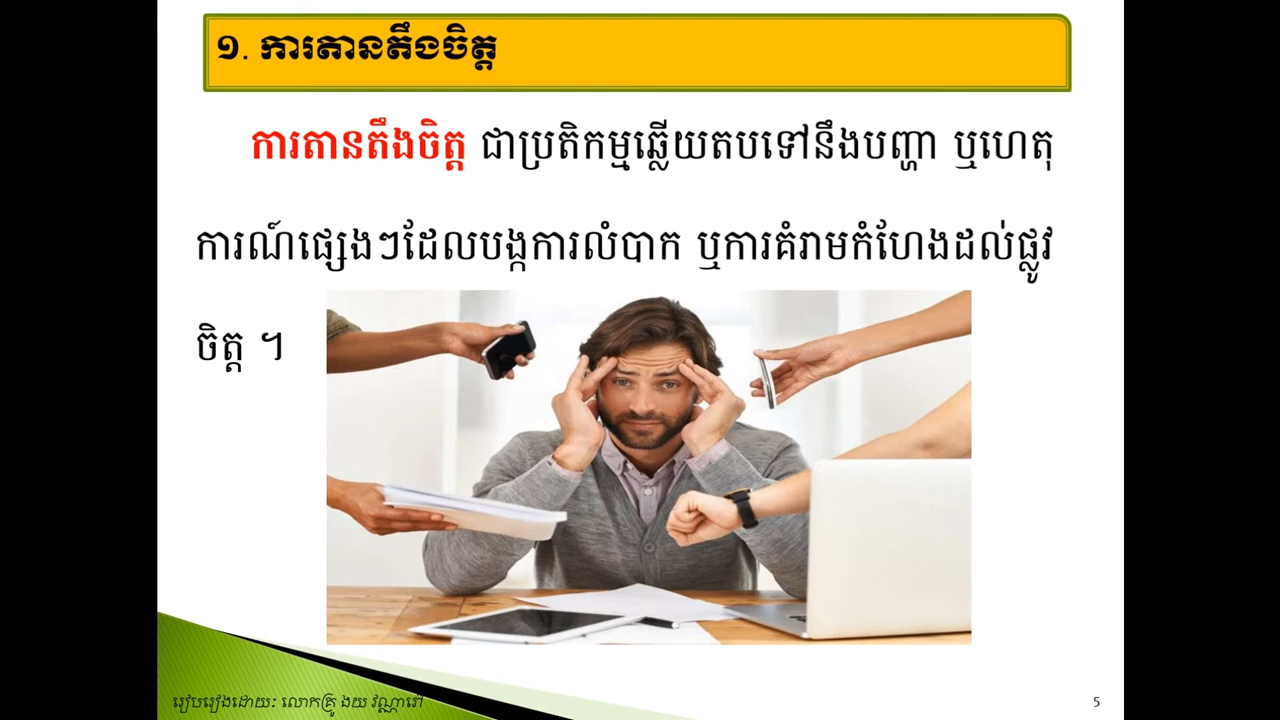 ១. ការតានតឹងចិត្ត
ការតានតឹងចិត្ត ជាប្រតិកម្មឆ្លើយតបទៅនឹងបញ្ហា ឬហេតុ
ការណ៍ផ្សេងៗដែលបង្កការលំបាក ឬការគំរាមកំហែងដល់ផ្លូវ
ចិត្ត ។
រៀបរៀងដោយៈ លោកគ្រូ ងយ វណ្ណារៅ
5